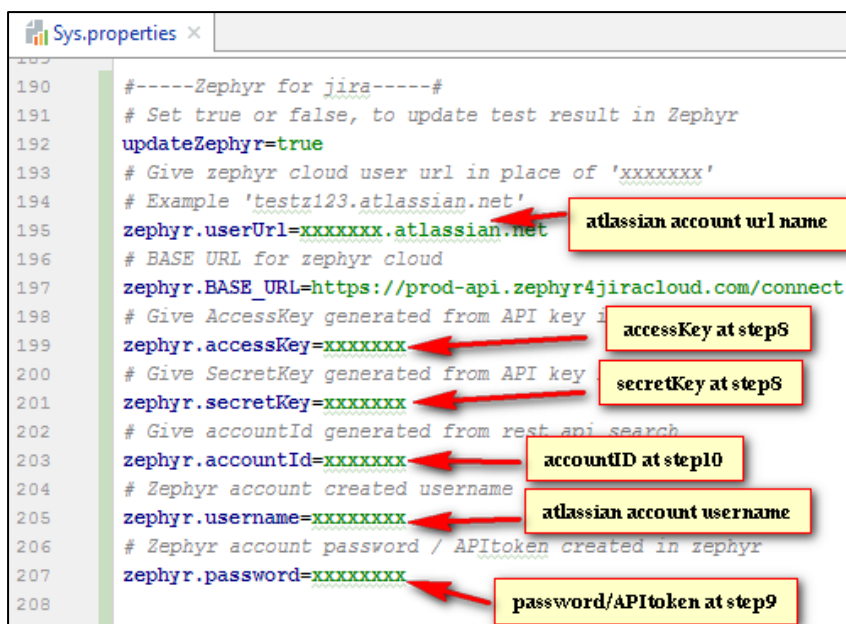 Sys.properties ×
190 #-----Zephyr for jira-----#
191 # Set true or false, to update test result in Zephyr
192 updateZephyr=true
193 # Give zephyr cloud user url in place of 'xxxxxxx'
194 # Example 'testz123.atlassian.net'
195 zephyr.userUrl=xxxxxxx.atlassian.net
atlassian account url name
196 # BASE URL for zephyr cloud
197 zephyr.BASE_URL=https://prod-api.zephyr4jiracloud.com/connect
198 # Give AccessKey generated from API key
accessKey at step8
199 zephyr.accessKey=xxxxxxx
200 # Give SecretKey generated from API key
secretKey at step8
201 zephyr.secretKey=xxxxxxx
202 # Give accountId generated from rest api search
203 zephyr.accountId=xxxxxxx
accountID at step10
204 # Zephyr account created username
205 zephyr.username=xxxxxxxx
atlassian account username
206 # Zephyr account password / APItoken created in zephyr
207 zephyr.password=xxxxxxxx
password/APItoken at step9
208